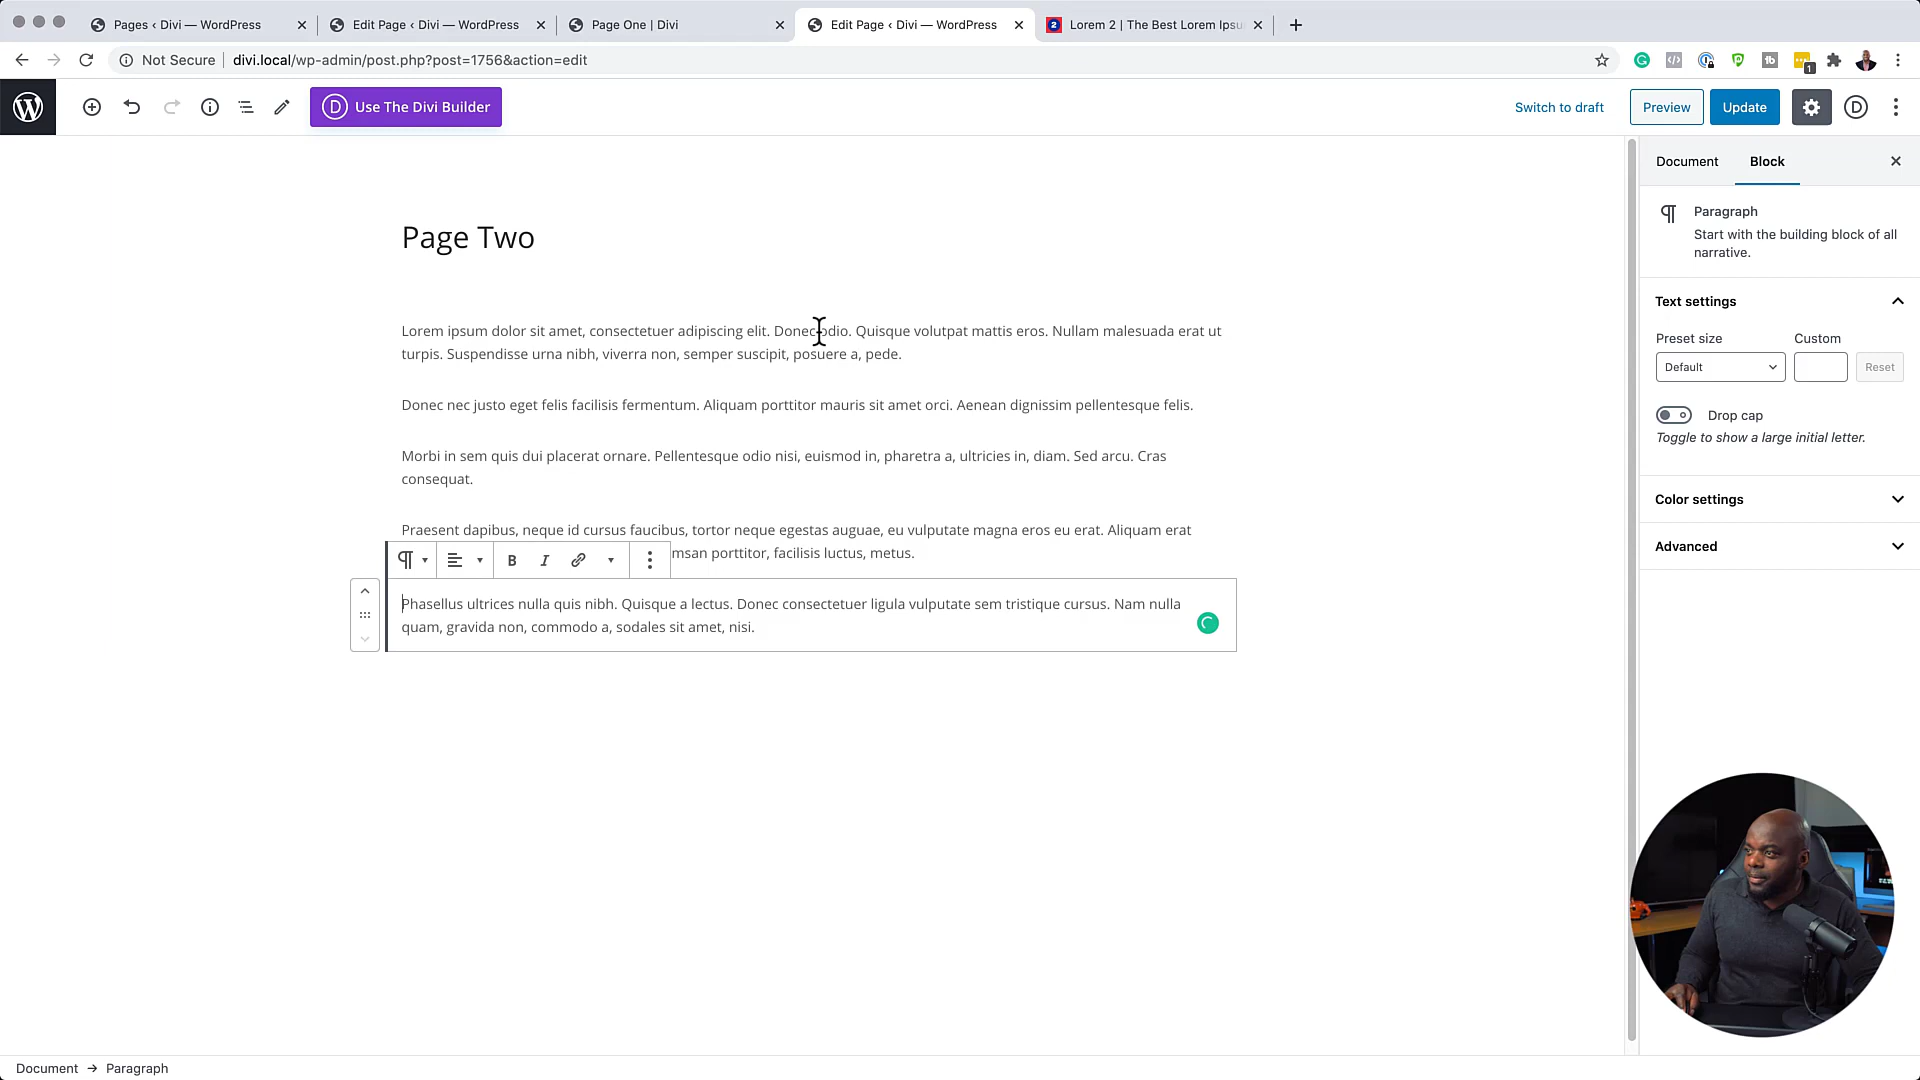 Pages ‹ Divi — WordPress
Edit Page ‹ Divi — WordPress
Page One | Divi
Edit Page ‹ Divi — WordPress
2
Lorem 2 | The Best Lorem Ipsu
Not Secure
divi.local/wp-admin/post.php?post=1756&action=edit
1
D Use The Divi Builder
Switch to draft
Preview
Update
D
Document
Block
Paragraph
Start with the building block of all
narrative.
Text settings
Preset size
Custom
Default
Reset
Drop cap
Toggle to show a large initial letter.
Color settings
Advanced
Page Two
Lorem ipsum dolor sit amet, consectetuer adipiscing elit. Donec odio. Quisque volutpat mattis eros. Nullam malesuada erat ut
turpis. Suspendisse urna nibh, viverra non, semper suscipit, posuere a, pede.
Donec nec justo eget felis facilisis fermentum. Aliquam porttitor mauris sit amet orci. Aenean dignissim pellentesque felis.
Morbi in sem quis dui placerat ornare. Pellentesque odio nisi, euismod in, pharetra a, ultricies in, diam. Sed arcu. Cras
consequat.
Praesent dapibus, neque id cursus faucibus, tortor neque egestas auguae, eu vulputate magna eros eu erat. Aliquam erat
msan porttitor, facilisis luctus, metus.
B I
Phasellus ultrices nulla quis nibh. Quisque a lectus. Donec consectetuer ligula vulputate sem tristique cursus. Nam nulla
quam, gravida non, commodo a, sodales sit amet, nisi.
Document → Paragraph